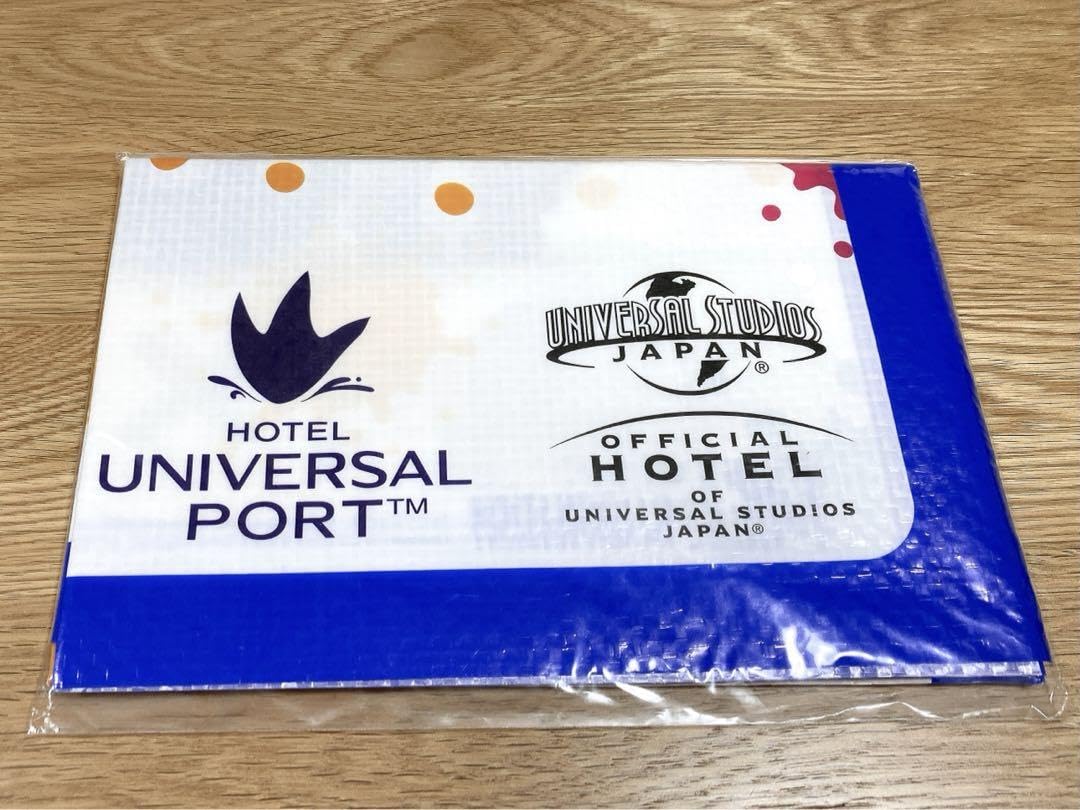 HOTEL
UNIVERSAL
PORT™
UNIVERSAL STUDIOS
JAPAN®
OFFICIAL
HOTEL
OF
UNIVERSAL STUDIOS
JAPAN®